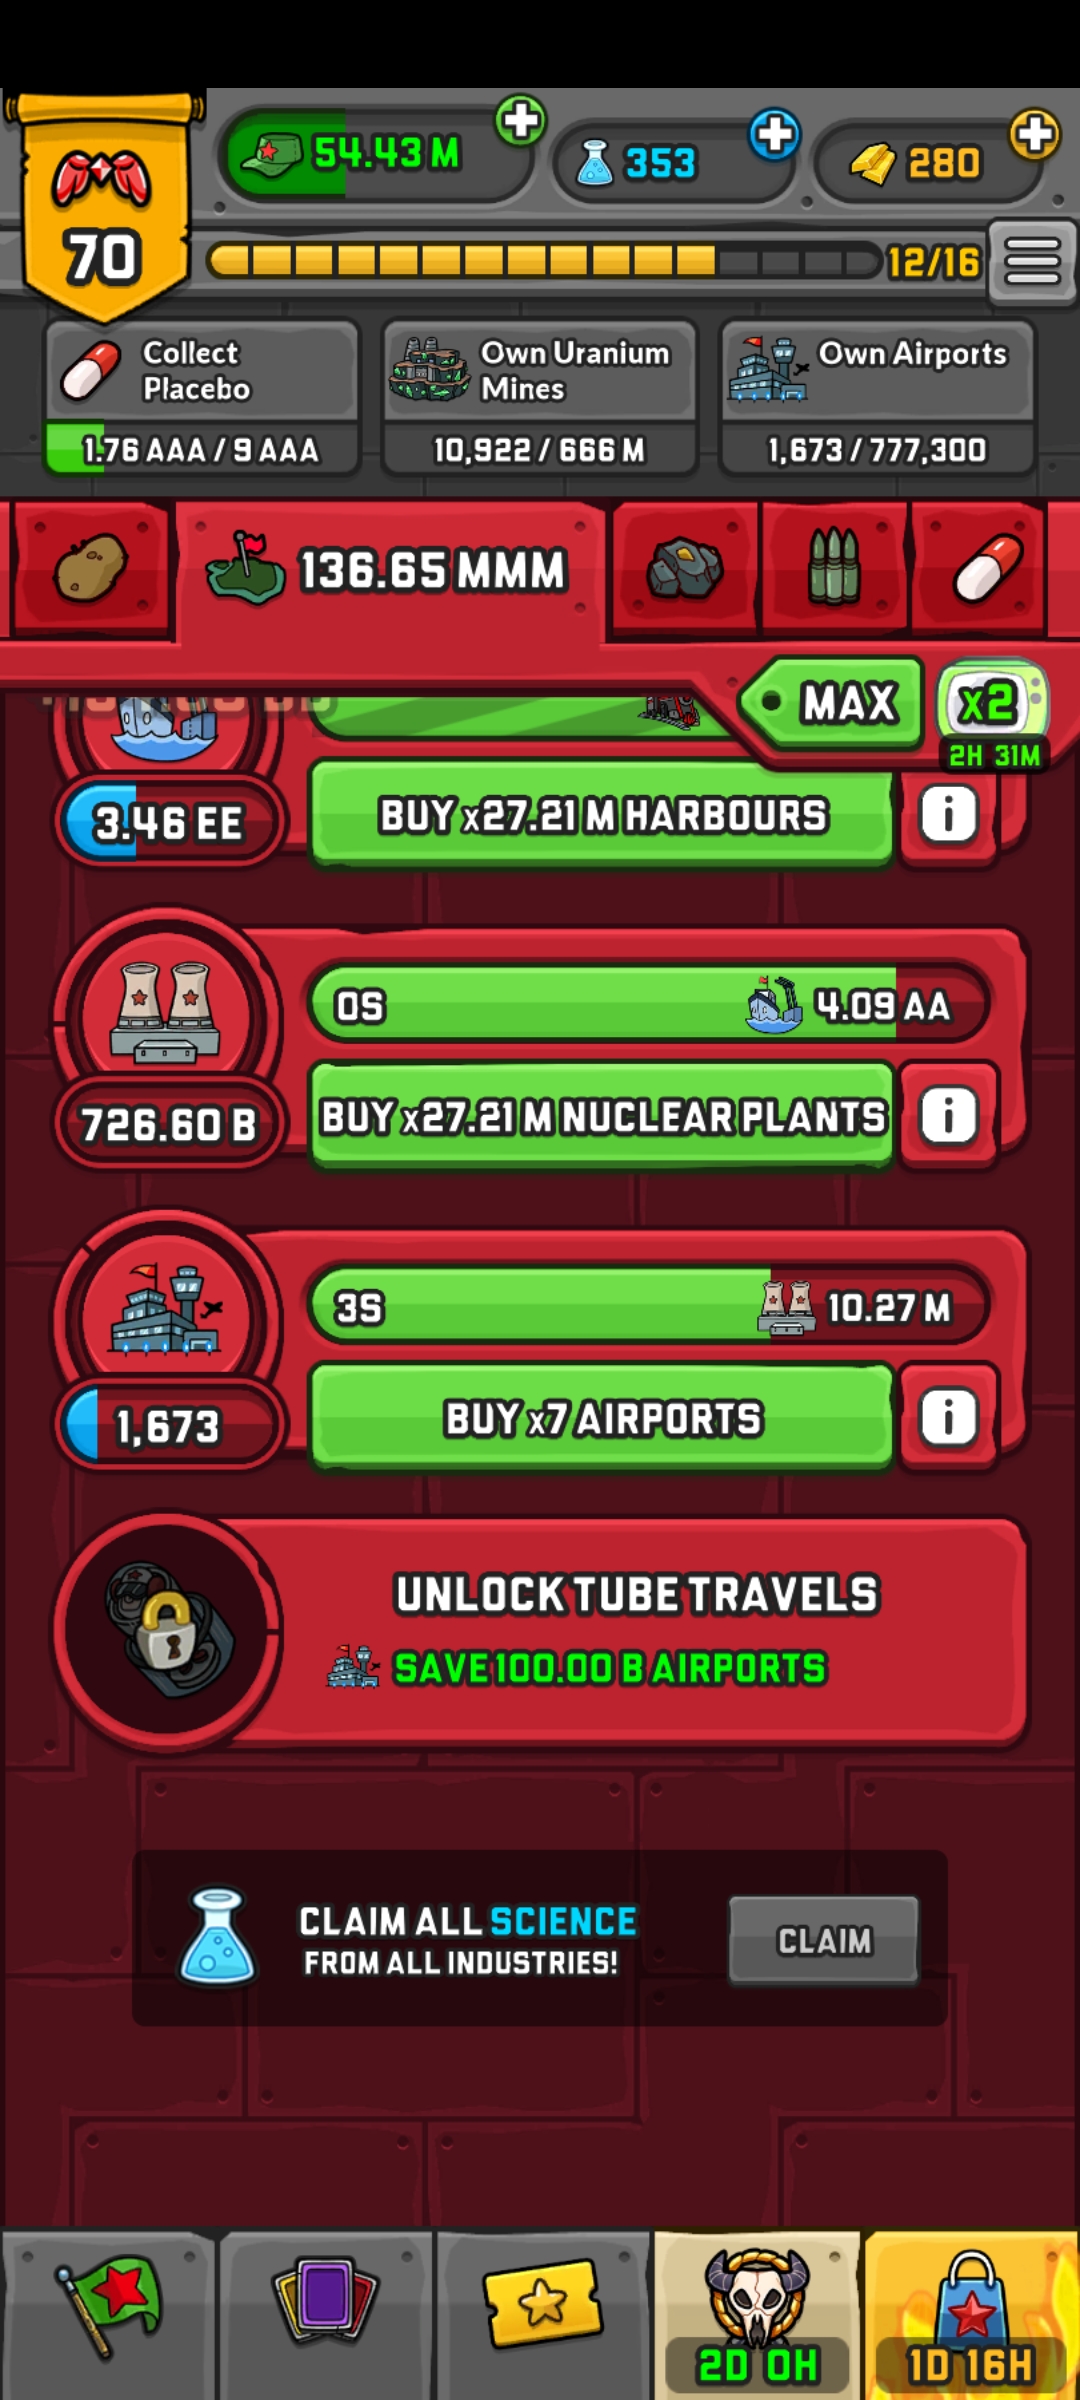 54.43 M
353
280
70
12/16
Collect
Placebo
1.76 AAA / 9 AAA
Own Uranium
Mines
10,922 / 666 M
Own Airports
1,673 / 777,300
136.65 MMM
MAX
x2
2H 31M
3.46 EE
BUY x27.21 M HARBOURS
i
0S
4.09 AA
726.60 B
BUY x27.21 M NUCLEAR PLANTS
i
3S
10.27 M
1,673
BUY x7 AIRPORTS
i
UNLOCK TUBE TRAVELS
SAVE 100.00 B AIRPORTS
CLAIM ALL SCIENCE
FROM ALL INDUSTRIES!
CLAIM
2D 0H
1D 16H